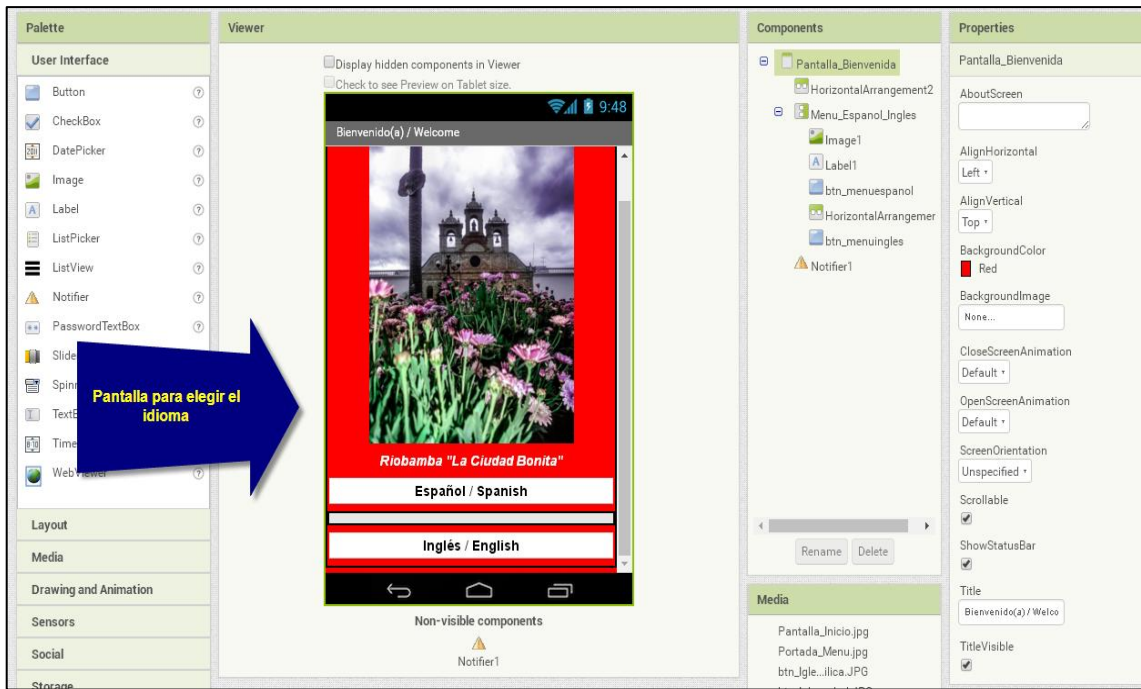 Palette
User Interface
Button
CheckBox
DatePicker
Image
Label
ListPicker
ListView
Notifier
PasswordTextBox
Slide
Spinn
TextB
Time
WebViewer
Layout
Media
Drawing and Animation
Sensors
Social
Storage
Pantalla para elegir el
idioma
Viewer
Display hidden components in Viewer
Check to see Preview on Tablet size.
9:48
Bienvenido(a) / Welcome
Riobamba "La Ciudad Bonita"
Español / Spanish
Inglés / English
Non-visible components
Notifier1
Components
Pantalla_Bienvenida
HorizontalArrangement2
Menu_Espanol_Ingles
Image1
Label1
btn_menuespanol
HorizontalArrangemer
btn_menuingles
Notifier1
Rename Delete
Media
Pantalla_Inicio.jpg
Portada_Menu.jpg
btn_Igle...ilica.JPG
Properties
Pantalla_Bienvenida
AboutScreen
AlignHorizontal
Left
AlignVertical
Top
BackgroundColor
Red
BackgroundImage
None...
CloseScreenAnimation
Default
OpenScreenAnimation
Default
ScreenOrientation
Unspecified
Scrollable
ShowStatusBar
Title
Bienvenido(a) / Welco
TitleVisible